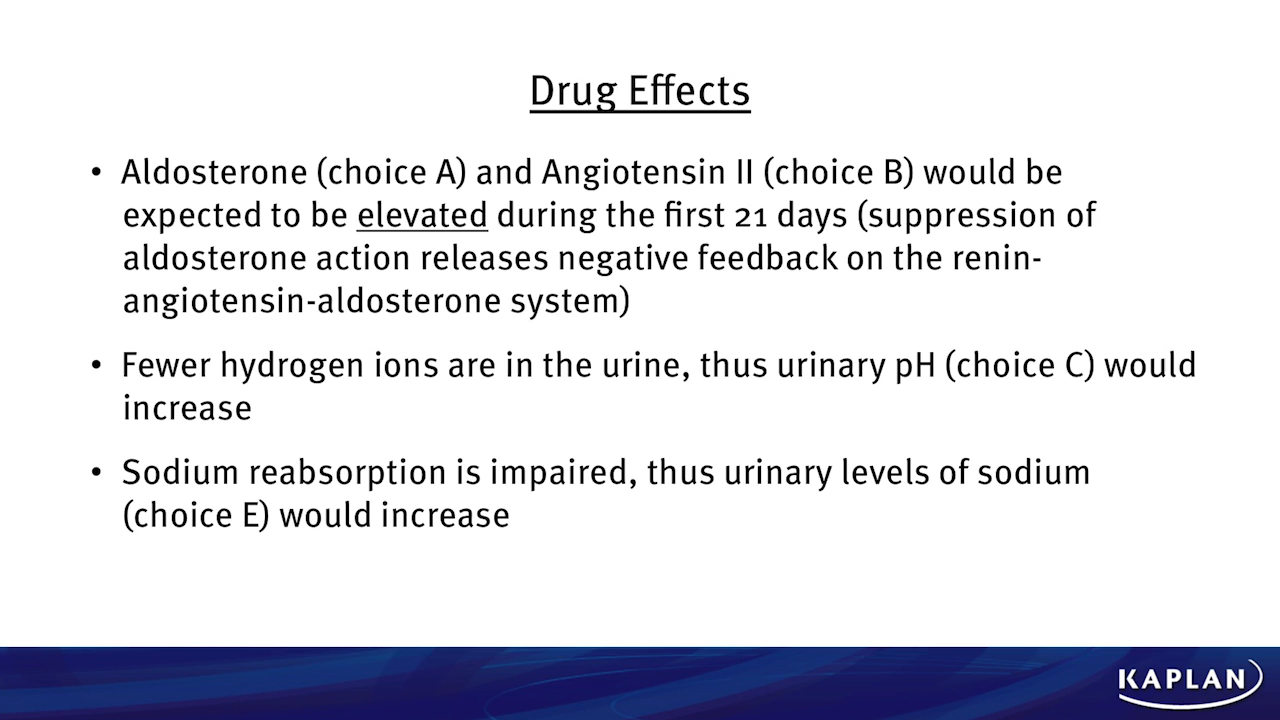 Drug Effects
• Aldosterone (choice A) and Angiotensin II (choice B) would be
expected to be elevated during the first 21 days (suppression of
aldosterone action releases negative feedback on the renin-
angiotensin-aldosterone system)
• Fewer hydrogen ions are in the urine, thus urinary pH (choice C) would
increase
• Sodium reabsorption is impaired, thus urinary levels of sodium
(choice E) would increase
KAPLAN